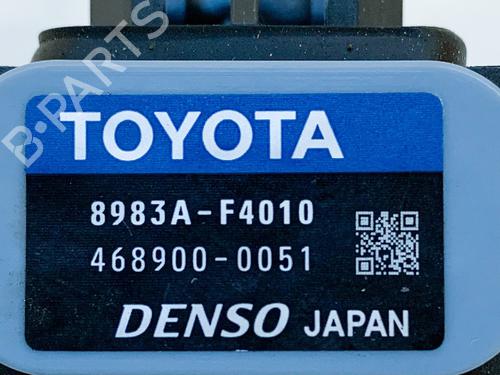 B-PARTS
TOYOTA
8983A-F4010
468900-0051
DENSO JAPAN